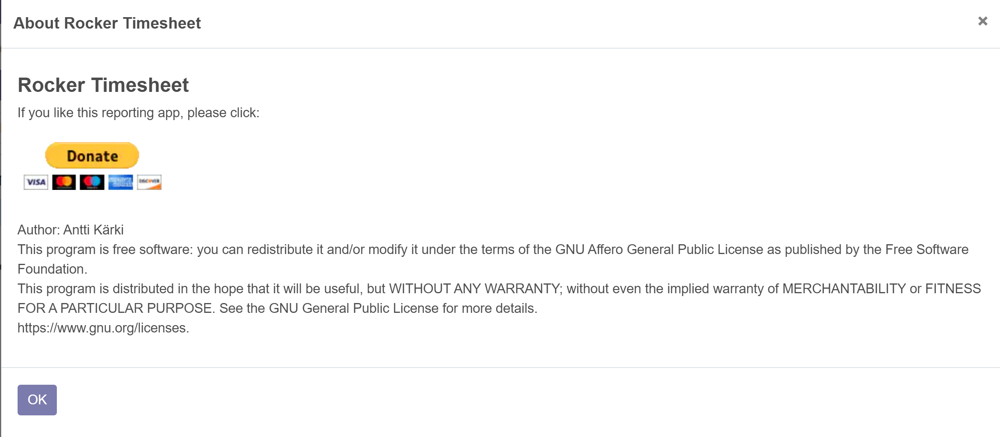 About Rocker Timesheet
Rocker Timesheet
If you like this reporting app, please click:
Donate
VISA
DISCOVER
Author: Antti Kärki
This program is free software: you can redistribute it and/or modify it under the terms of the GNU Affero General Public License as published by the Free Software
Foundation.
This program is distributed in the hope that it will be useful, but WITHOUT ANY WARRANTY; without even the implied warranty of MERCHANTABILITY or FITNESS
FOR A PARTICULAR PURPOSE. See the GNU General Public License for more details.
https://www.gnu.org/licenses.
OK